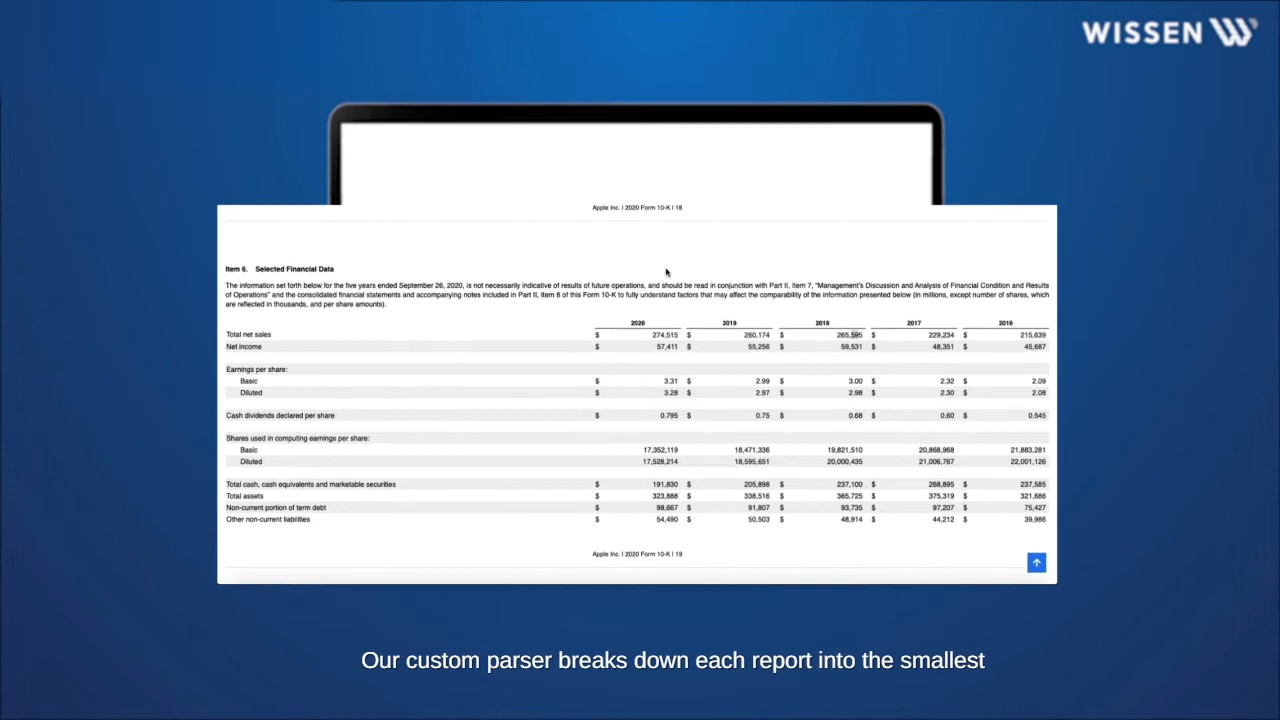 WISSEN
Apple Inc. | 2020 Form 10-K | 18
Item 6. Selected Financial Data
The information set forth below for the five years ended September 26, 2020, is not necessarily indicative of results of future operations, and should be read in conjunction with Part II, Item 7, "Management's Discussion and Analysis of Financial Condition and Results
of Operations" and the consolidated financial statements and accompanying notes included in Part II, Item 8 of this Form 10-K to fully understand factors that may affect the comparability of the information presented below (in millions, except number of shares, which
are reflected in thousands, and per share amounts).
2020 2019 2018 2017 2016
Total net sales $ 274,515 $ 260,174 $ 265,595 $ 229,234 $ 215,639
Net income $ 57,411 $ 55,256 $ 59,531 $ 48,351 $ 45,687
Earnings per share:
Basic $ 3.31 $ 2.99 $ 3.00 $ 2.32 $ 2.09
Diluted $ 3.28 $ 2.97 $ 2.98 $ 2.30 $ 2.08
Cash dividends declared per share $ 0.795 $ 0.75 $ 0.68 $ 0.60 $ 0.545
Shares used in computing earnings per share:
Basic 17,352,119 18,471,336 19,821,510 20,868,968 21,883,281
Diluted 17,528,214 18,595,651 20,000,435 21,006,767 22,001,126
Total cash, cash equivalents and marketable securities $ 191,830 $ 205,898 $ 237,100 $ 268,895 $ 237,585
Total assets $ 323,888 $ 338,516 $ 365,725 $ 375,319 $ 321,686
Non-current portion of term debt $ 98,667 $ 91,807 $ 93,735 $ 97,207 $ 75,427
Other non-current liabilities $ 54,490 $ 50,503 $ 48,914 $ 44,212 $ 39,986
Apple Inc. | 2020 Form 10-K | 19
Our custom parser breaks down each report into the smallest